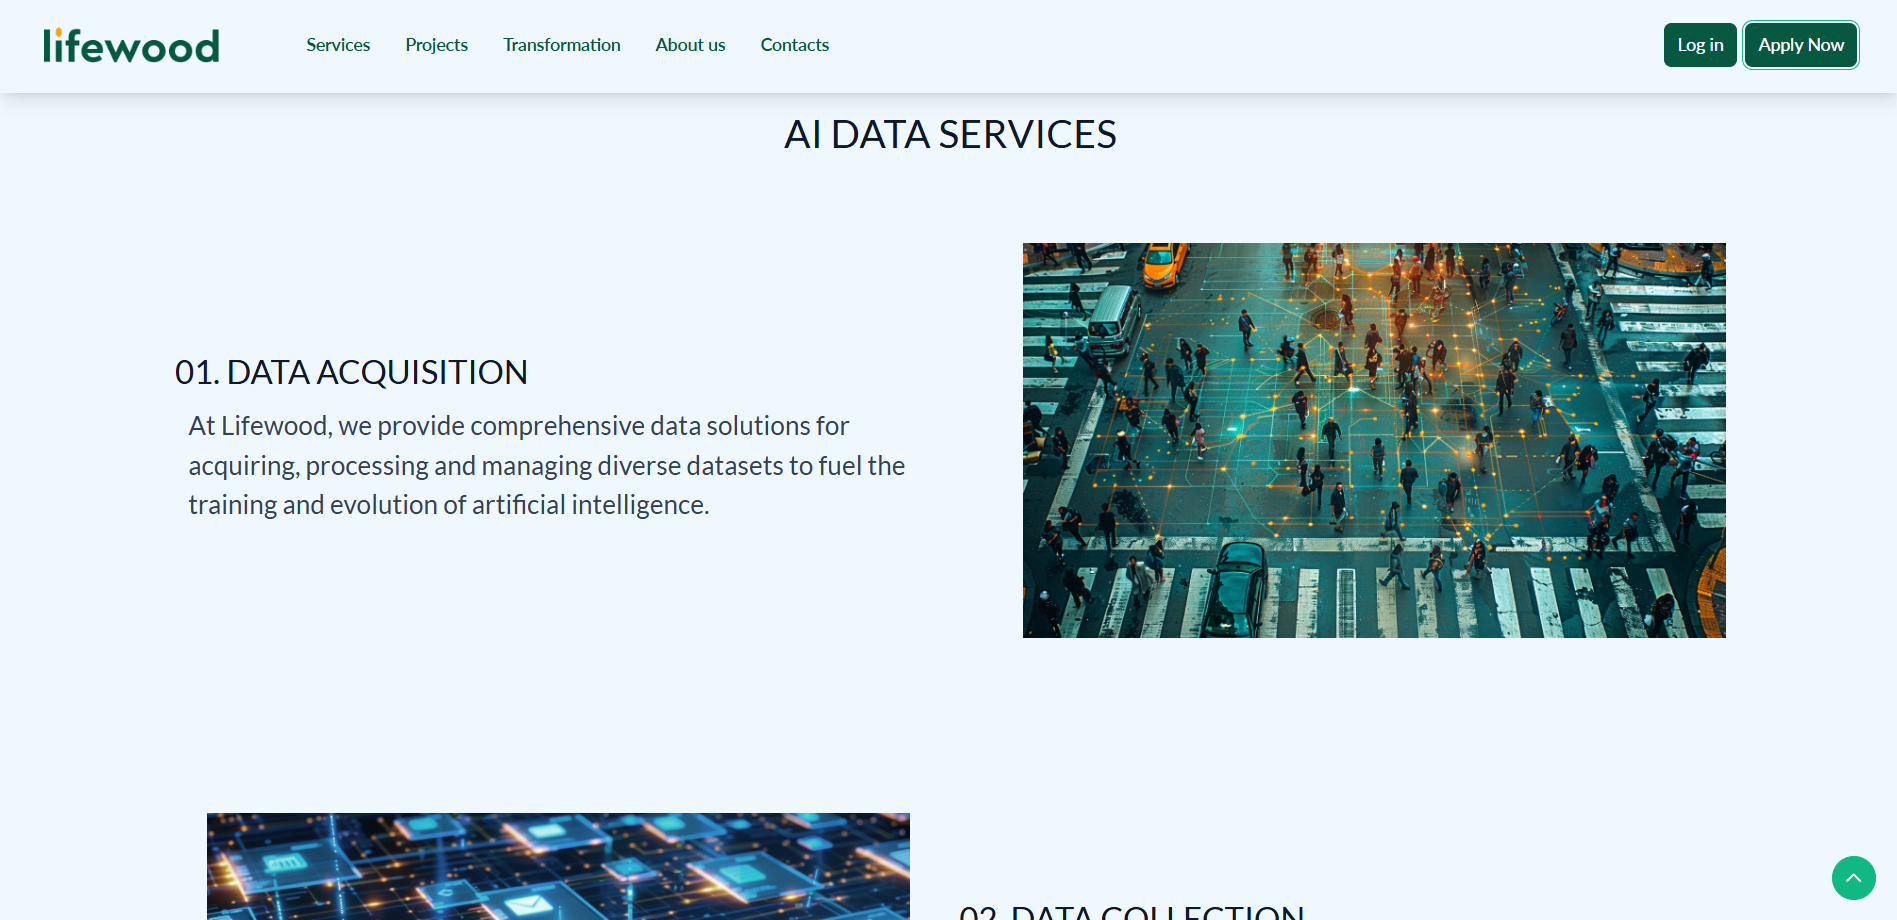 lifewood
Services
Projects
Transformation
About us
Contacts
Log in
Apply Now
AI DATA SERVICES
01. DATA ACQUISITION
At Lifewood, we provide comprehensive data solutions for
acquiring, processing and managing diverse datasets to fuel the
training and evolution of artificial intelligence.
02. DATA COLLECTION